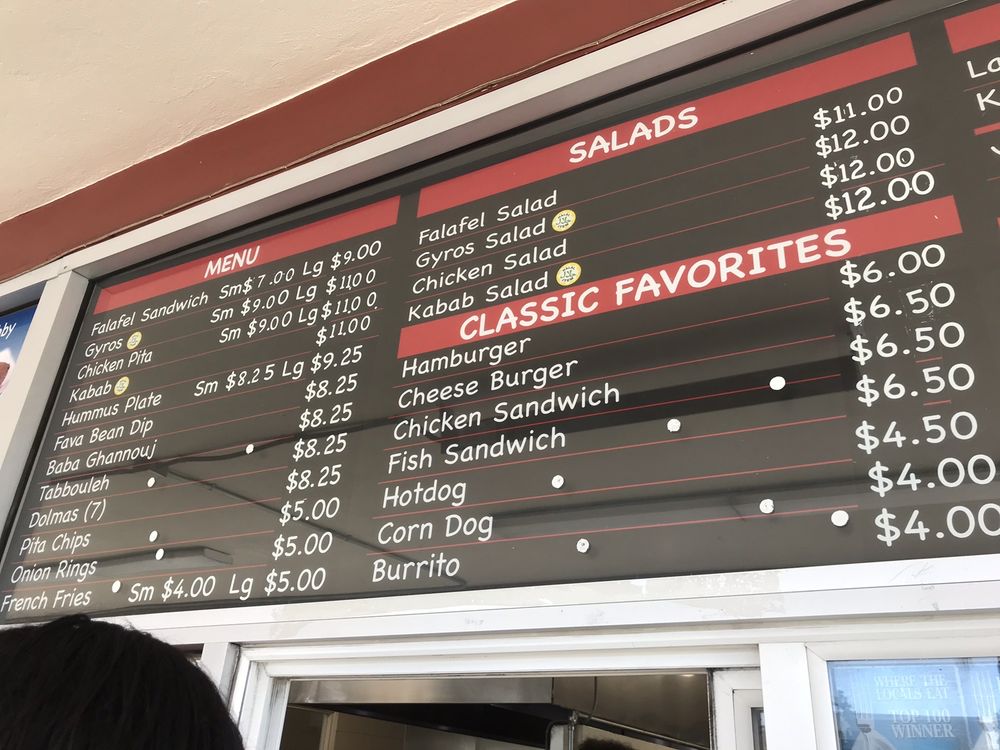 MENU
Falafel Sandwich Sm$7.00 Lg $9.00
Gyros Sm $9.00 Lg $11.00
Chicken Pita Sm $9.00 Lg $11.00
Kabab $11.00
Hummus Plate Sm $8.25 Lg $9.25
Fava Bean Dip $8.25
Baba Ghannouj $8.25
Tabbouleh $8.25
Dolmas (7) $8.25
Pita Chips $5.00
Onion Rings $5.00
French Fries Sm $4.00 Lg $5.00
SALADS
Falafel Salad $11.00
Gyros Salad $12.00
Chicken Salad $12.00
Kabab Salad $12.00
CLASSIC FAVORITES
Hamburger $6.00
Cheese Burger $6.50
Chicken Sandwich $6.50
Fish Sandwich $6.50
Hotdog $4.50
Corn Dog $4.00
Burrito $4.00
WHERE THE
LOCALS EAT
TOP 100
WINNER